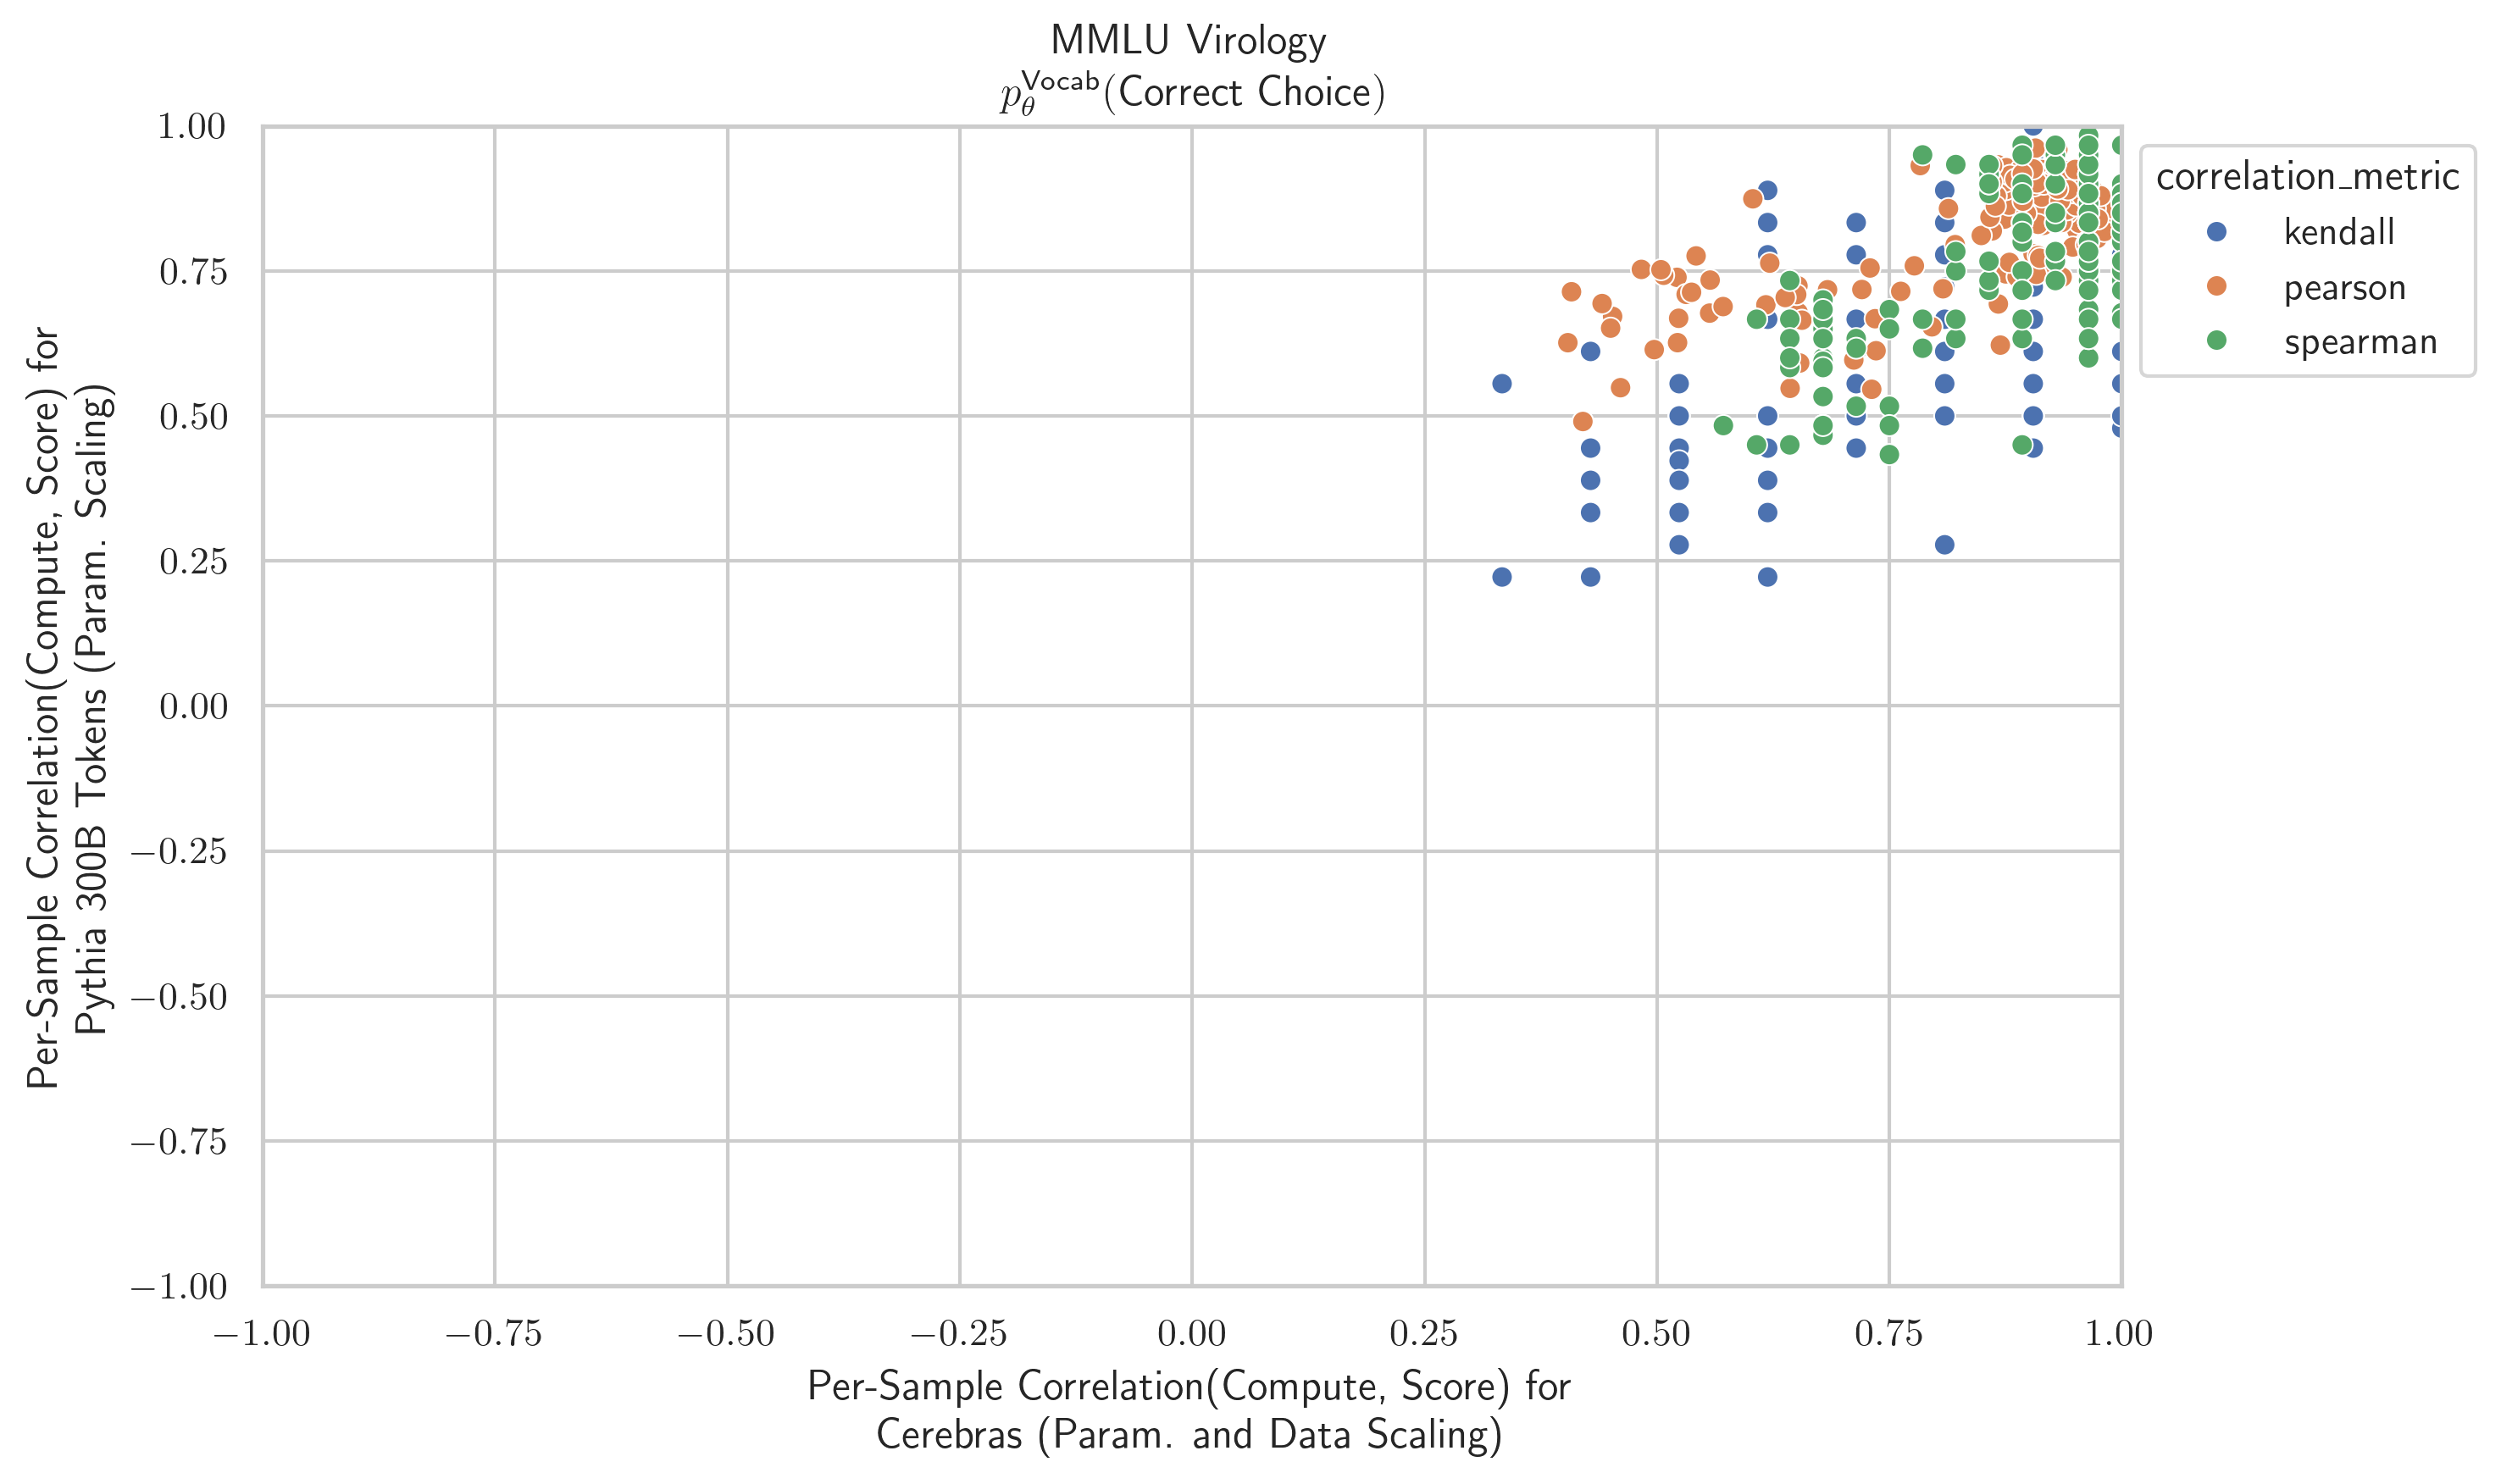 MMLU Virology
p_θ^Vocab(Correct Choice)
1.00
0.75
0.50
0.25
0.00
−0.25
−0.50
−0.75
−1.00
Per-Sample Correlation(Compute, Score) for
Pythia 300B Tokens (Param. Scaling)
−1.00 −0.75 −0.50 −0.25 0.00 0.25 0.50 0.75 1.00
Per-Sample Correlation(Compute, Score) for
Cerebras (Param. and Data Scaling)
correlation_metric
kendall
pearson
spearman